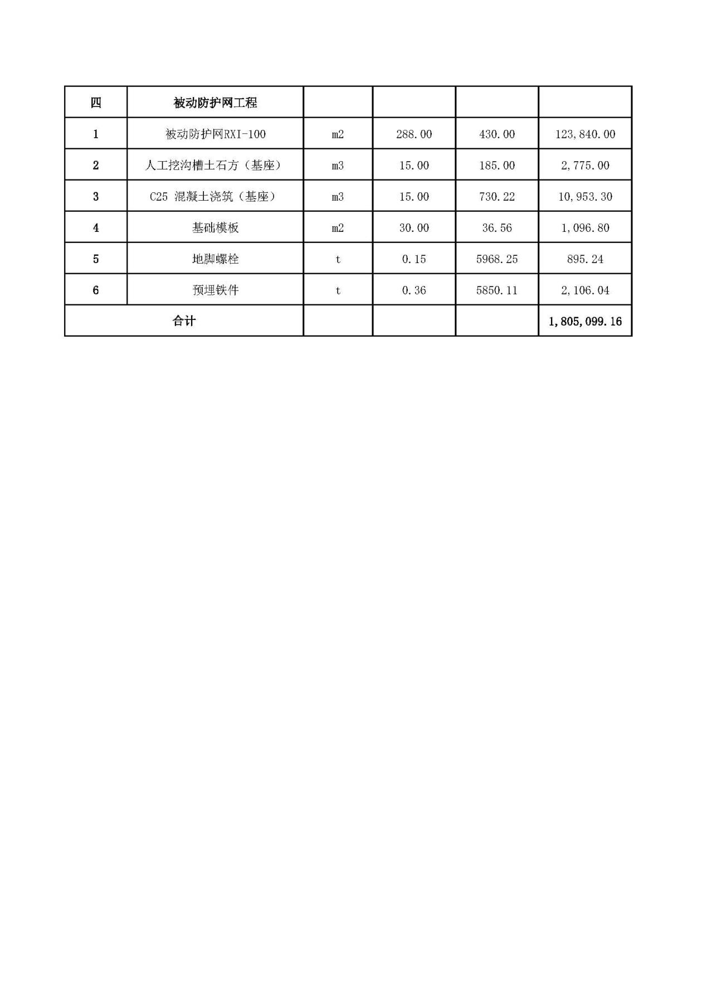 四 被动防护网工程
1 被动防护网RXI-100 m2 288.00 430.00 123,840.00
2 人工挖沟槽土石方（基座） m3 15.00 185.00 2,775.00
3 C25 混凝土浇筑（基座） m3 15.00 730.22 10,953.30
4 基础模板 m2 30.00 36.56 1,096.80
5 地脚螺栓 t 0.15 5968.25 895.24
6 预埋铁件 t 0.36 5850.11 2,106.04
合计 1,805,099.16